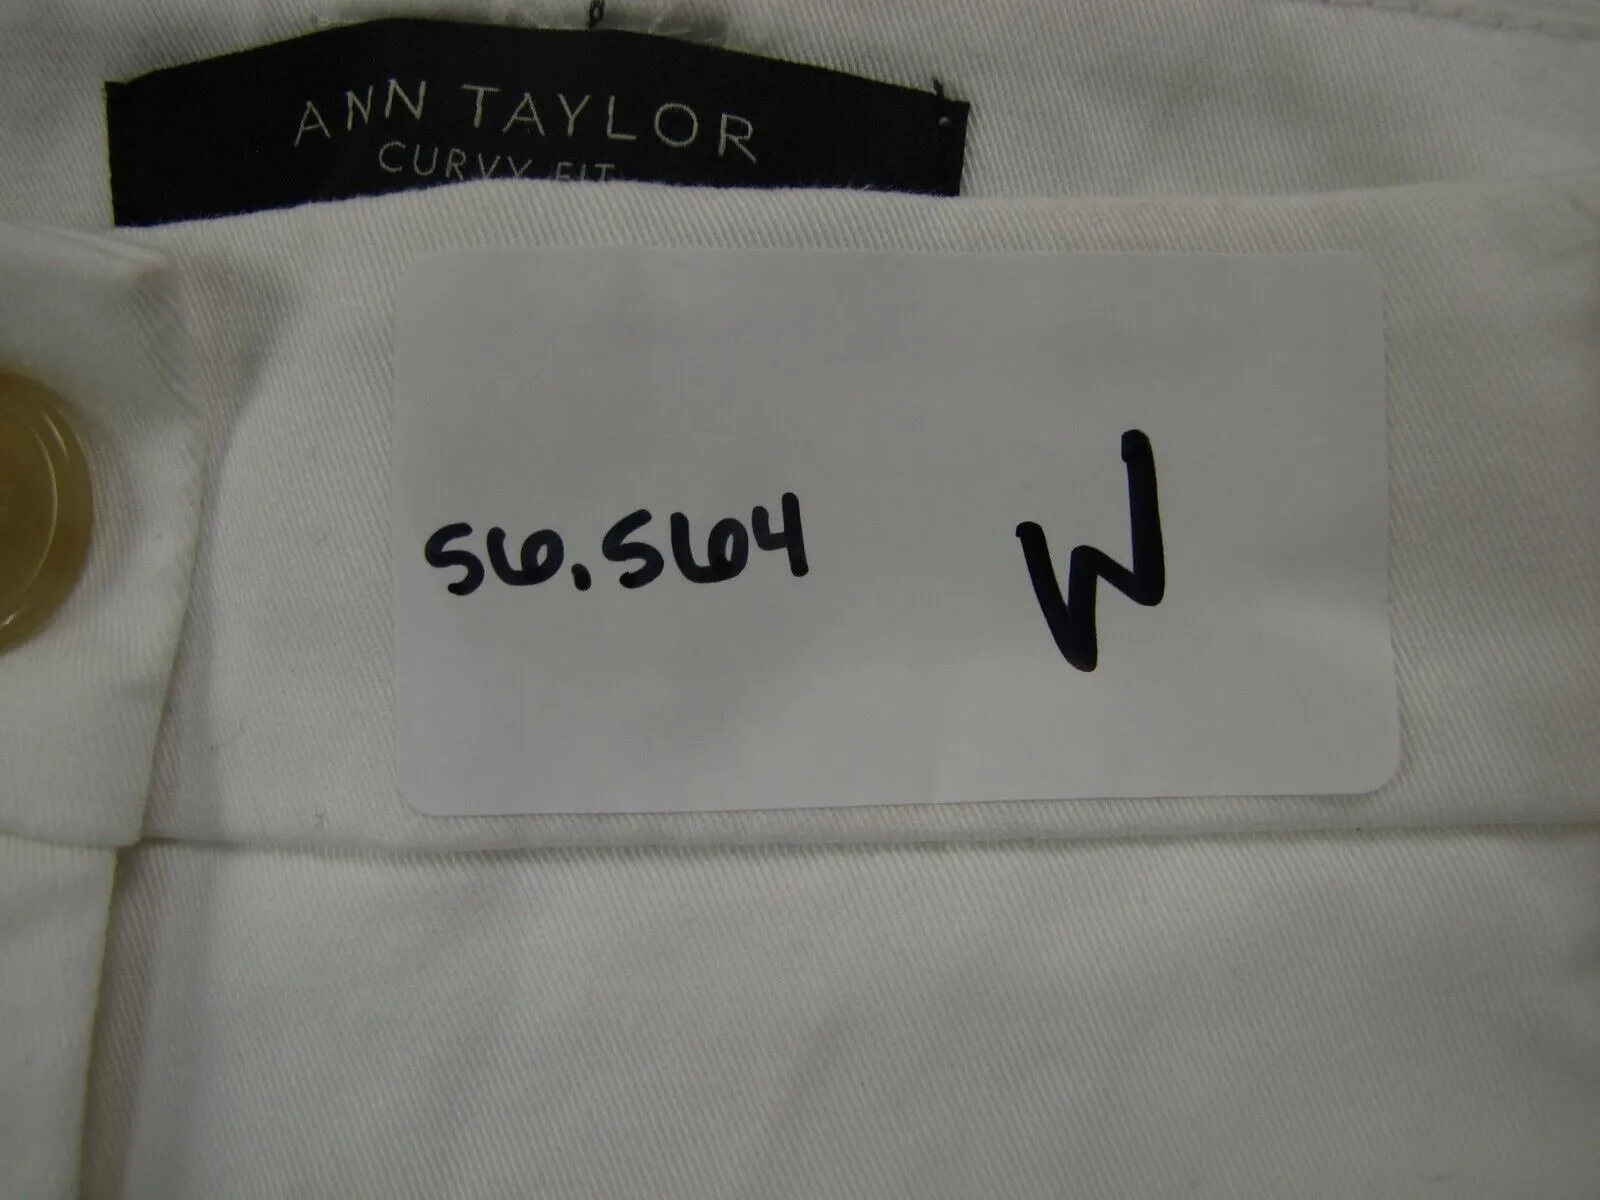 ANN TAYLOR
CURVY FIT
56.564 W